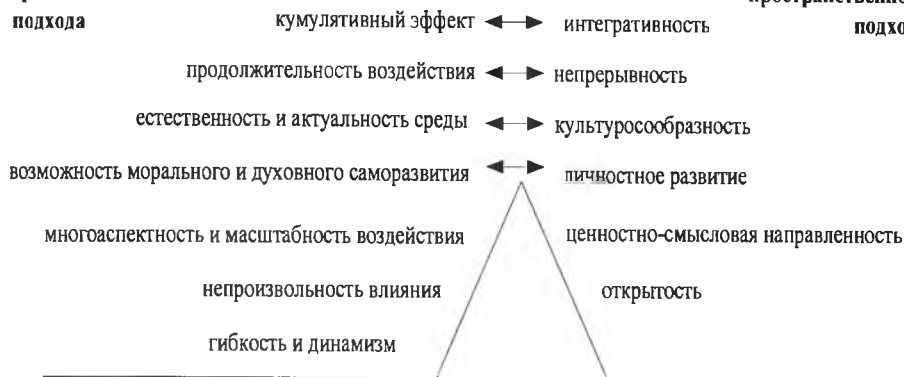 подхода
кумулятивный эффект интегративность
продолжительность воздействия непрерывность
естественность и актуальность среды культуросообразность
возможность морального и духовного саморазвития личностное развитие
многоаспектность и масштабность воздействия ценностно-смысловая направленность
непроизвольность влияния открытость
гибкость и динамизм